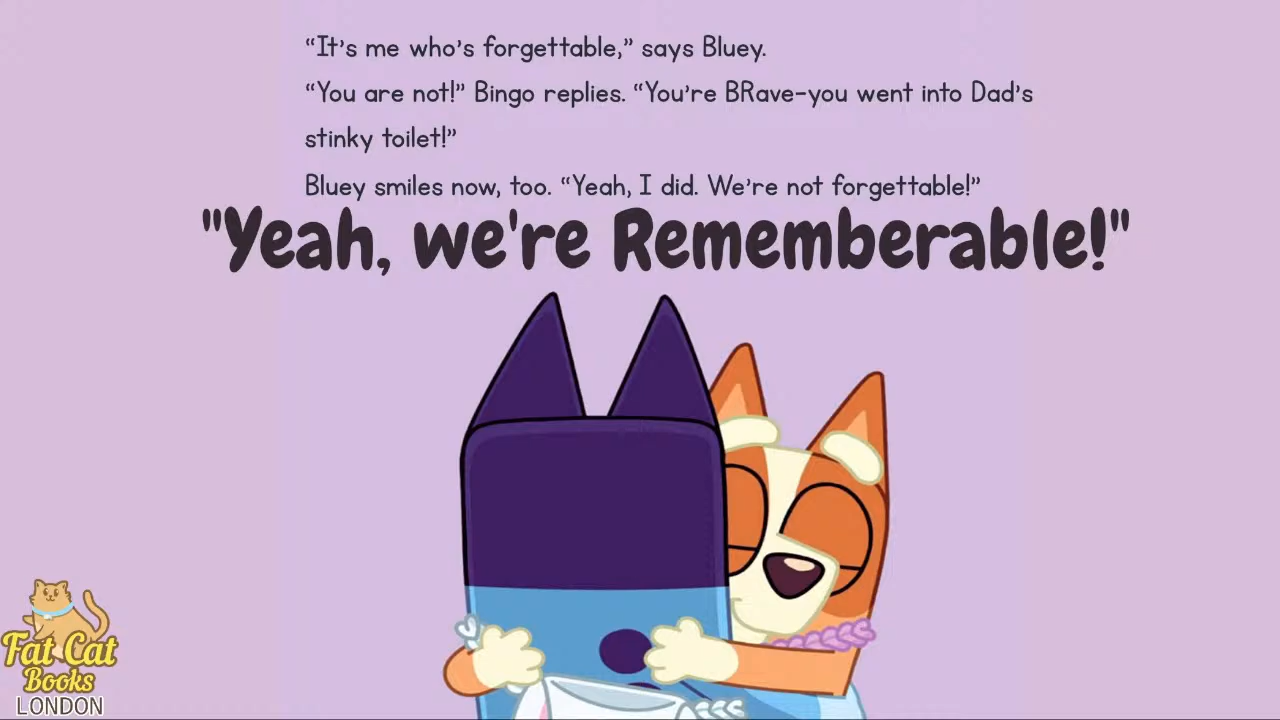 “It’s me who’s forgettable,” says Bluey.
“You are not!” Bingo replies. “You’re BRave-you went into Dad’s
stinky toilet!”
Bluey smiles now, too. “Yeah, I did. We’re not forgettable!”
"Yeah, we're Rememberable!"
Fat Cat
Books
LONDON